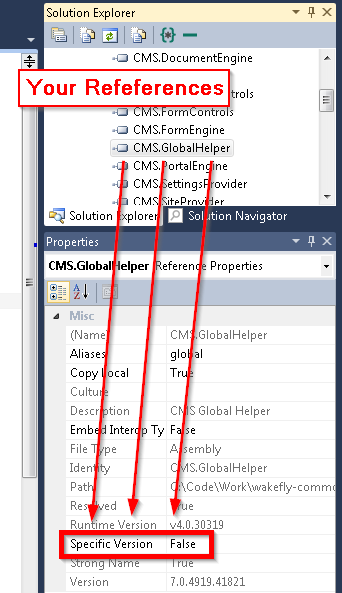 Solution Explorer
CMS.DocumentEngine
Your Refeferences
CMS.FormControls
CMS.FormEngine
CMS.GlobalHelper
CMS.PortalEngine
CMS.SettingsProvider
CMS.SiteProvider
Solution Explorer
Solution Navigator
Properties
CMS.GlobalHelper Reference Properties
Misc
(Name) CMS.GlobalHelper
Aliases global
Copy Local True
Culture
Description CMS Global Helper
Embed Interop Ty False
File Type Assembly
Identity CMS.GlobalHelper
Path C:\Code\Work\wakefly-commo
Resolved True
Runtime Version v4.0.30319
Specific Version False
Strong Name True
Version 7.0.4919.41821